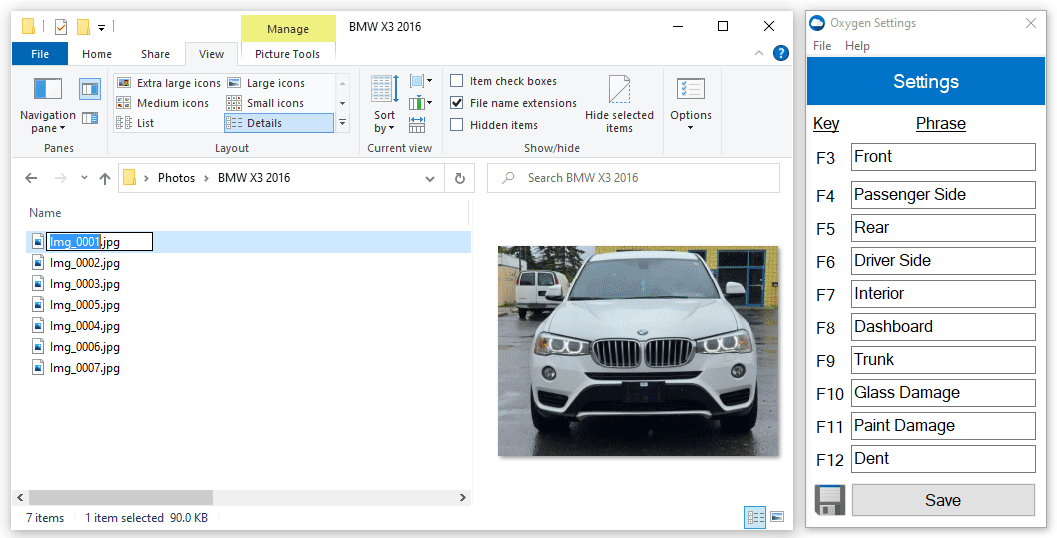 Manage
BMW X3 2016
File
Home
Share
View
Picture Tools
Navigation
pane
Extra large icons
Large icons
Medium icons
Small icons
List
Details
Sort
by
Item check boxes
File name extensions
Hidden items
Hide selected
items
Options
Panes
Layout
Current view
Show/hide
Photos
BMW X3 2016
Search BMW X3 2016
Name
Img_0001.jpg
Img_0002.jpg
Img_0003.jpg
Img_0005.jpg
Img_0004.jpg
Img_0006.jpg
Img_0007.jpg
7 items
1 item selected 90.0 KB
Oxygen Settings
File
Help
Settings
Key
Phrase
F3 Front
F4 Passenger Side
F5 Rear
F6 Driver Side
F7 Interior
F8 Dashboard
F9 Trunk
F10 Glass Damage
F11 Paint Damage
F12 Dent
Save